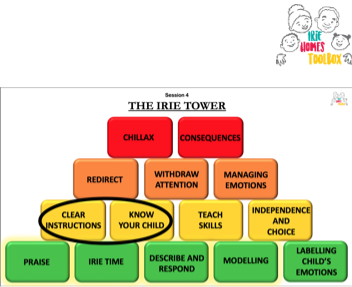 IRIE
HOMES
TOOLBOX
Session 4
THE IRIE TOWER
CHILLAX
CONSEQUENCES
REDIRECT
WITHDRAW
ATTENTION
MANAGING
EMOTIONS
CLEAR
INSTRUCTIONS
KNOW
YOUR CHILD
TEACH
SKILLS
INDEPENDENCE
AND
CHOICE
PRAISE
IRIE TIME
DESCRIBE AND
RESPOND
MODELLING
LABELLING
CHILD'S
EMOTIONS